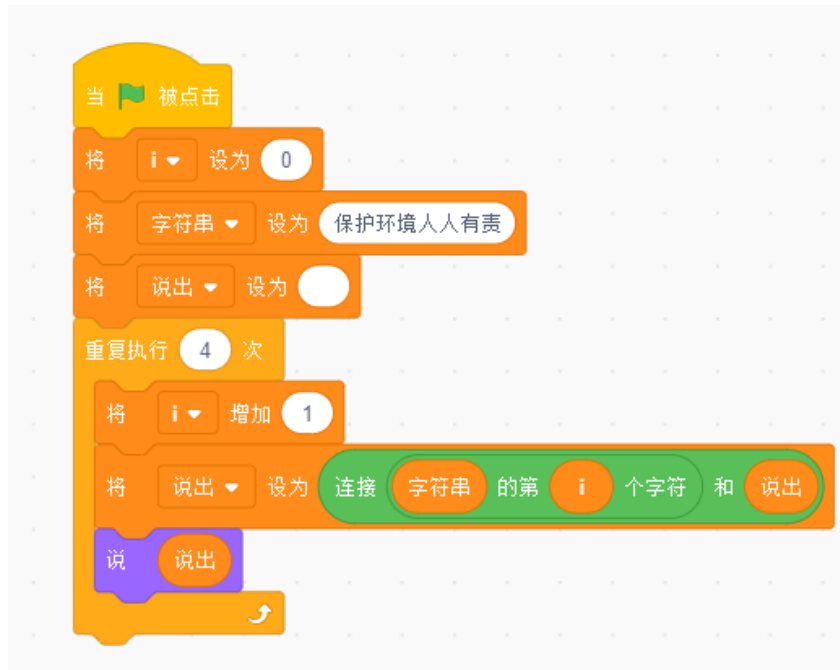 当 被点击
将 i 设为 0
将 字符串 设为 保护环境人人有责
将 说出 设为
重复执行 4 次
将 i 增加 1
将 说出 设为 连接 字符串 的第 i 个字符 和 说出
说 说出